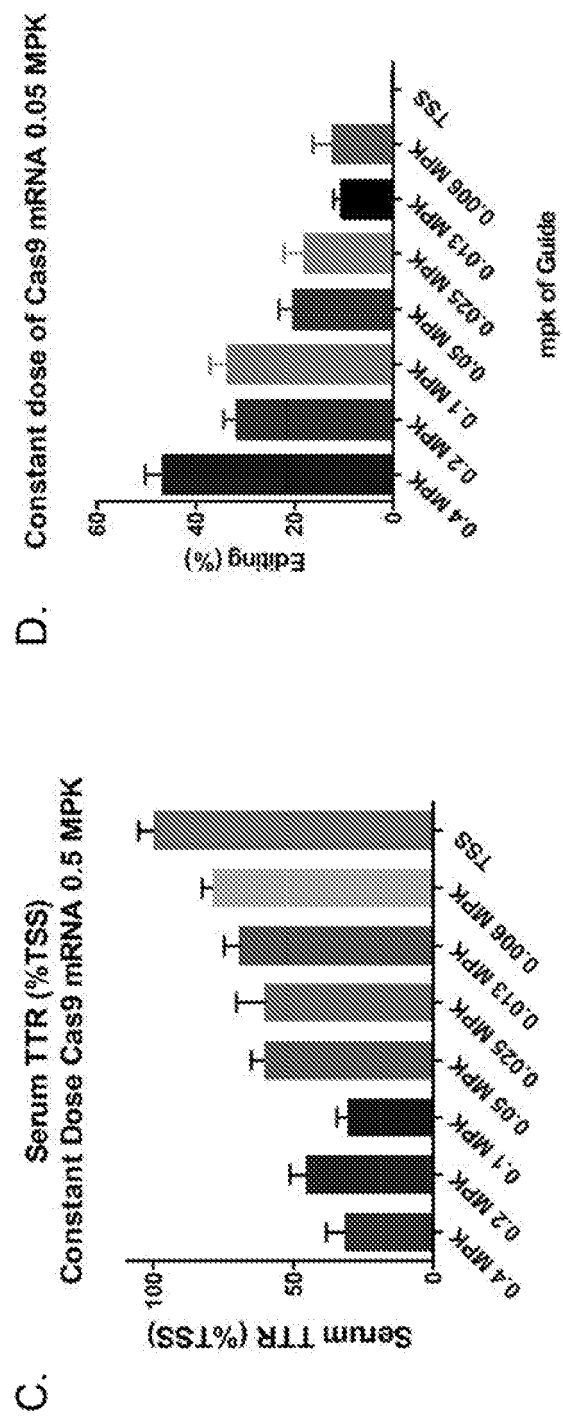 C.
Serum TTR (%TSS)
Constant Dose Cas9 mRNA 0.5 MPK
Serum TTR (%TSS)
100
50
0
0.4 MPK
0.2 MPK
0.1 MPK
0.05 MPK
0.025 MPK
0.013 MPK
0.006 MPK
TSS
D.
Constant dose of Cas9 mRNA 0.05 MPK
Editing (%)
60
40
20
0
0.4 MPK
0.2 MPK
0.1 MPK
0.05 MPK
0.025 MPK
0.013 MPK
0.006 MPK
TSS
mpk of Guide